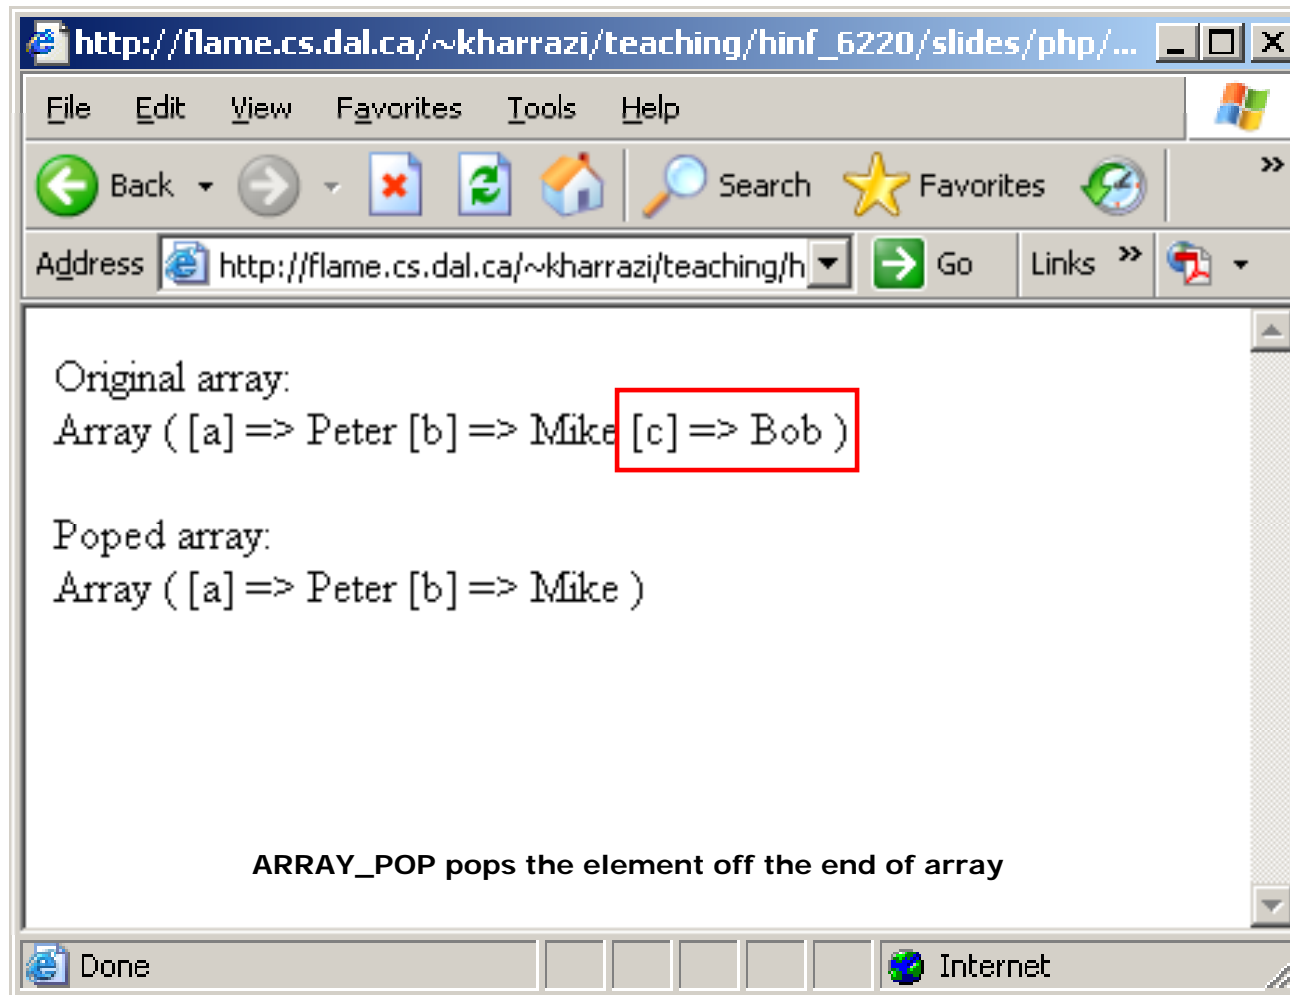 http://flame.cs.dal.ca/~kharrazi/teaching/hinf_6220/slides/php/...
File Edit View Favorites Tools Help
Back Search Favorites »
Address http://flame.cs.dal.ca/~kharrazi/teaching/h Go Links »
Original array:
Array ( [a] => Peter [b] => Mike [c] => Bob )
Poped array:
Array ( [a] => Peter [b] => Mike )
ARRAY_POP pops the element off the end of array
Done Internet